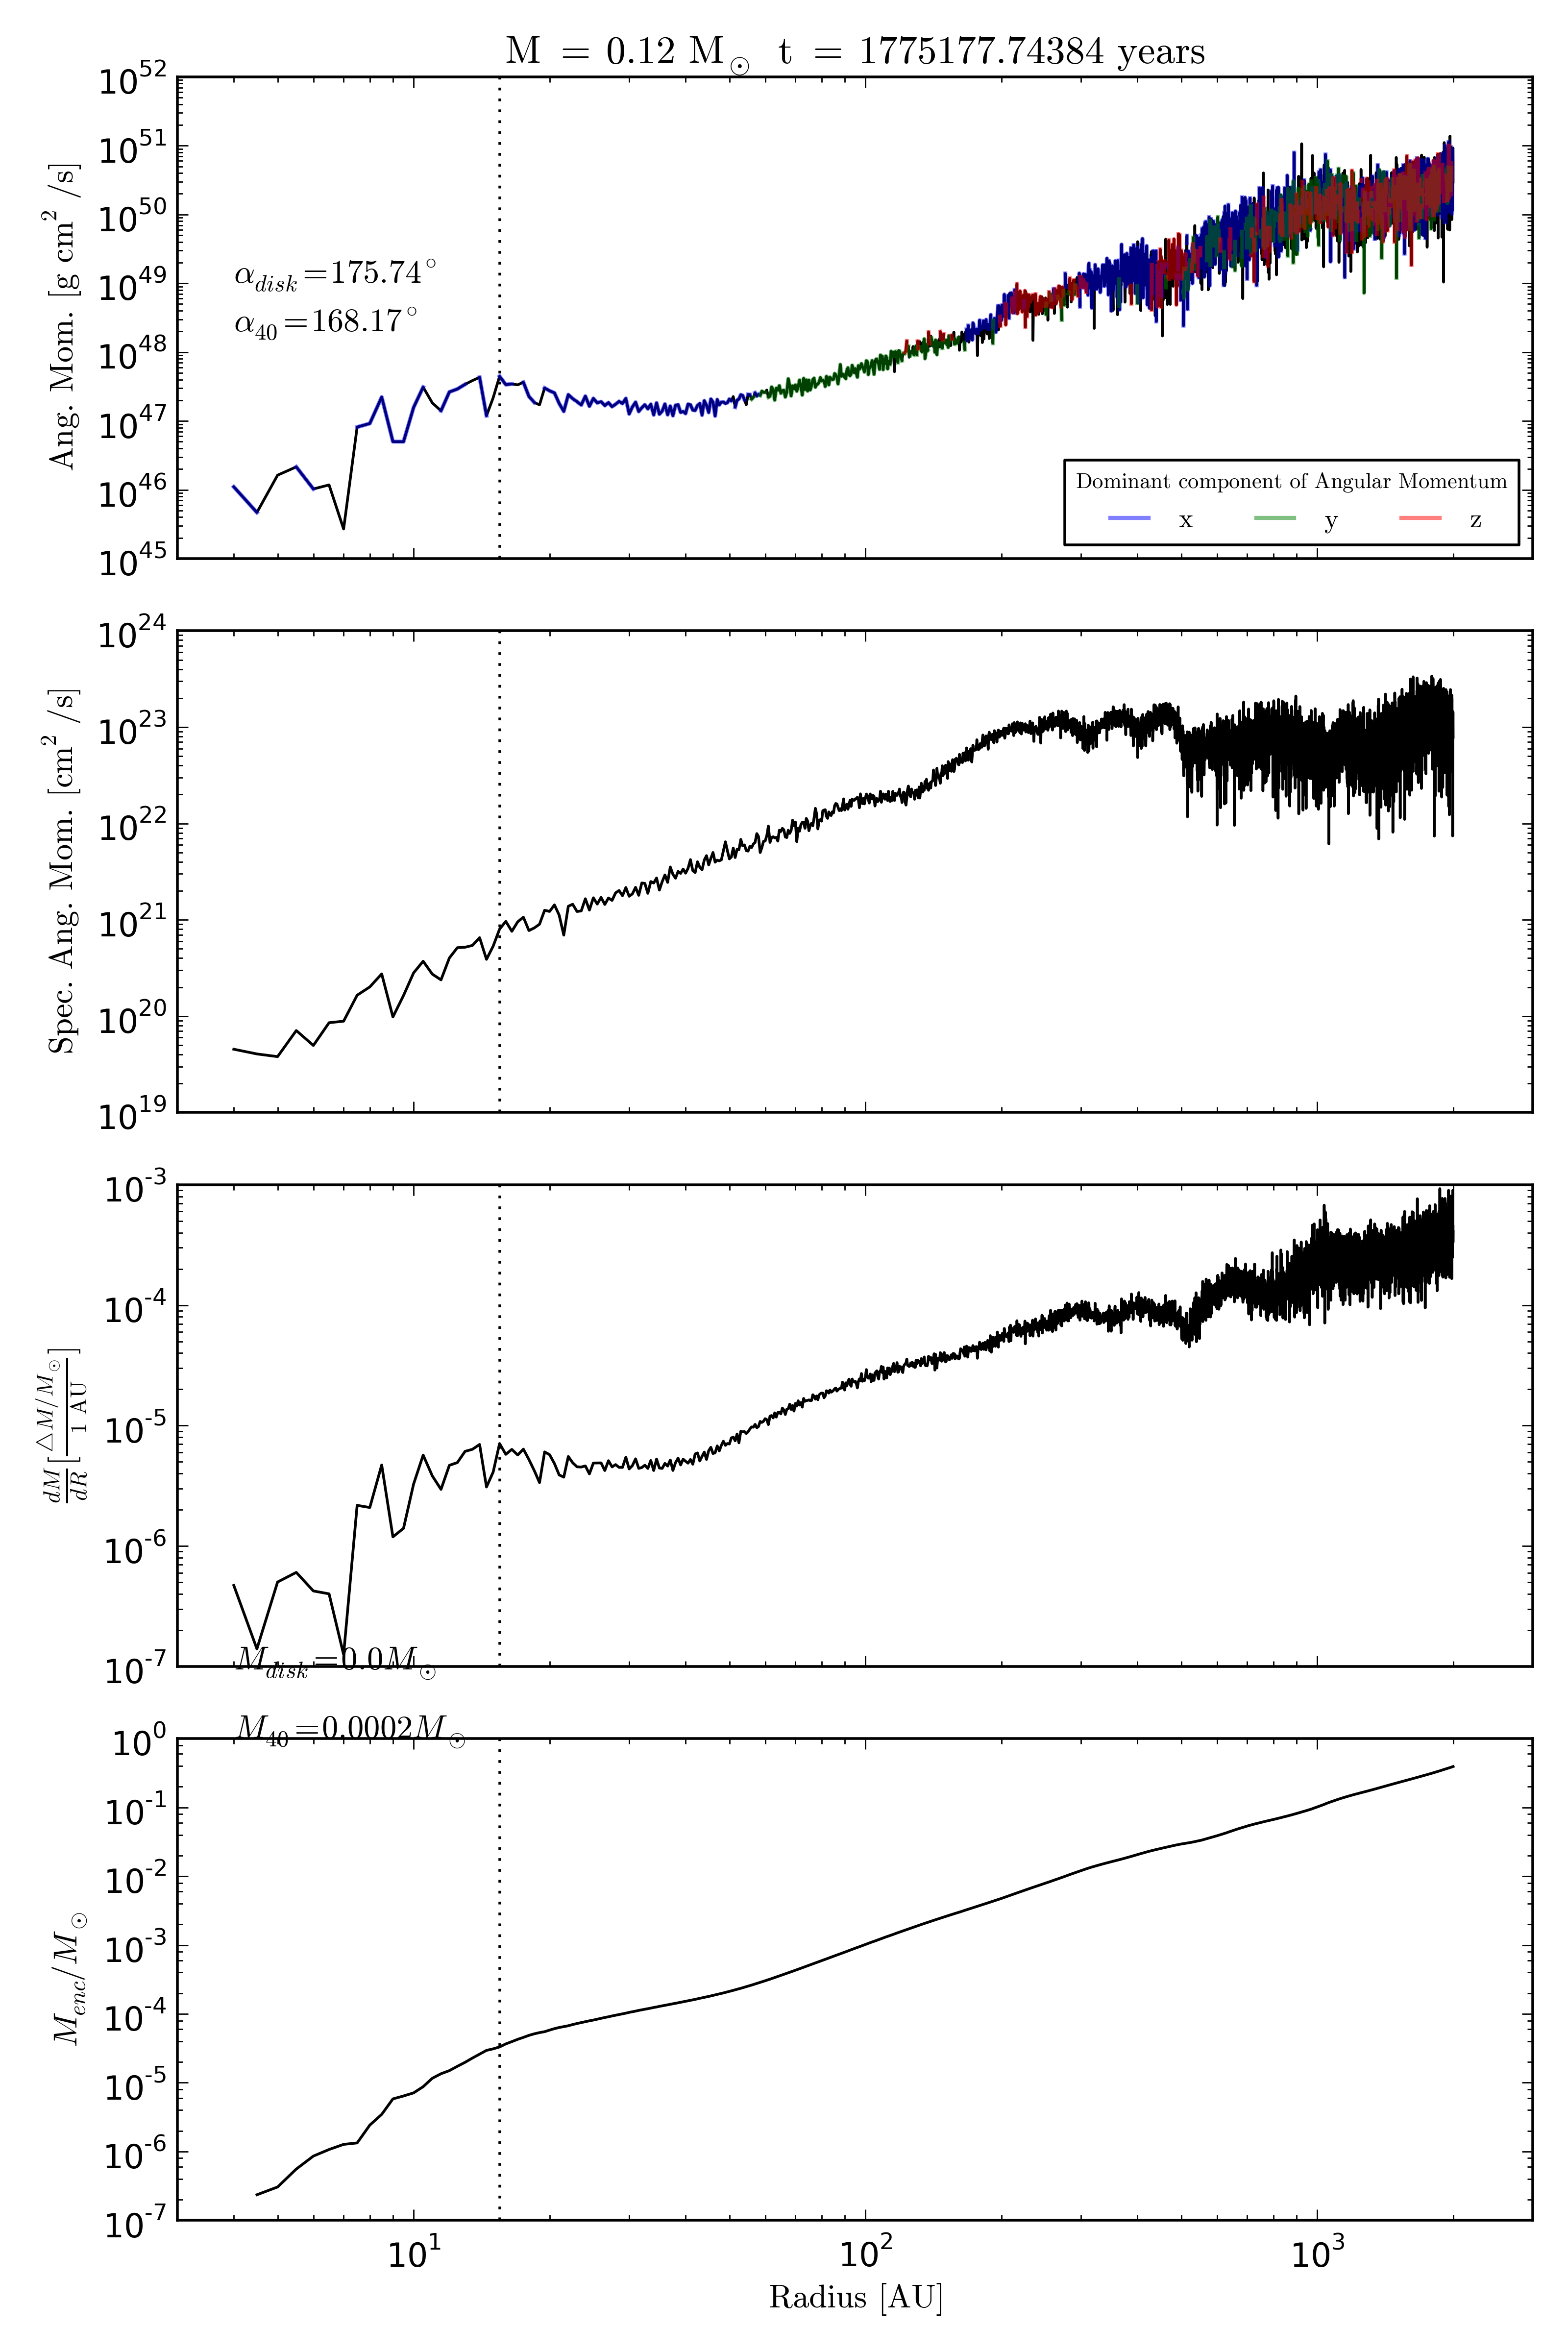 M = 0.12 M⊙ t = 1775177.74384 years
10^52
10^51
10^50
10^49
10^48
10^47
10^46
10^45
Ang. Mom. [g cm^2 /s]
α_disk=175.74°
α_40=168.17°
Dominant component of Angular Momentum
x y z
10^24
10^23
10^22
10^21
10^20
10^19
Spec. Ang. Mom. [cm^2 /s]
10^-3
10^-4
10^-5
10^-6
10^-7
dM/dR [△M/M⊙ / 1 AU]
M_disk=0.0M⊙
M_40=0.0002M⊙
10^0
10^-1
10^-2
10^-3
10^-4
10^-5
10^-6
10^-7
M_enc/M⊙
10^1 10^2 10^3
Radius [AU]